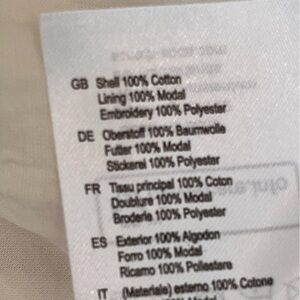 GB Shell 100% Cotton
Lining 100% Modal
Embroidery 100% Polyester
DE Oberstoff 100% Baumwolle
Futter 100% Modal
Stickerei 100% Polyester
FR Tissu principal 100% Coton
Doublure 100% Modal
Broderie 100% Polyester
ES Exterior 100% Algodon
Forro 100% Modal
Ricamo 100% Poliestere
IT (Materiale) esterno 100% Cotone
100% Modal